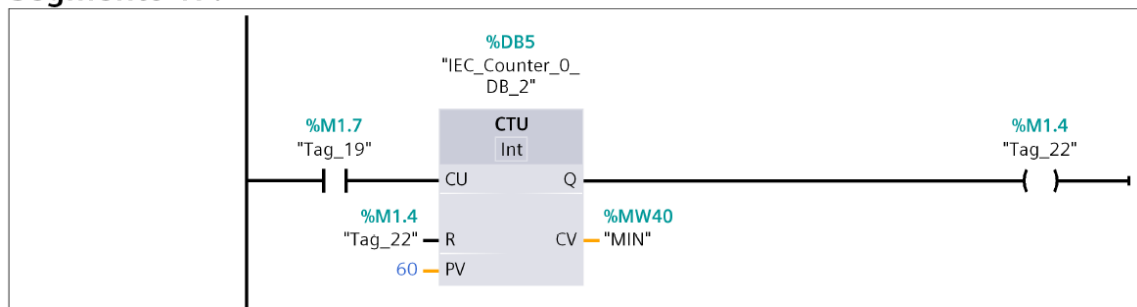 %DB5
"IEC_Counter_0_
DB_2"
%M1.7
"Tag_19"
CTU
Int
%M1.4
"Tag_22"
CU
Q
%M1.4
"Tag_22"
R
CV
%MW40
"MIN"
60
PV